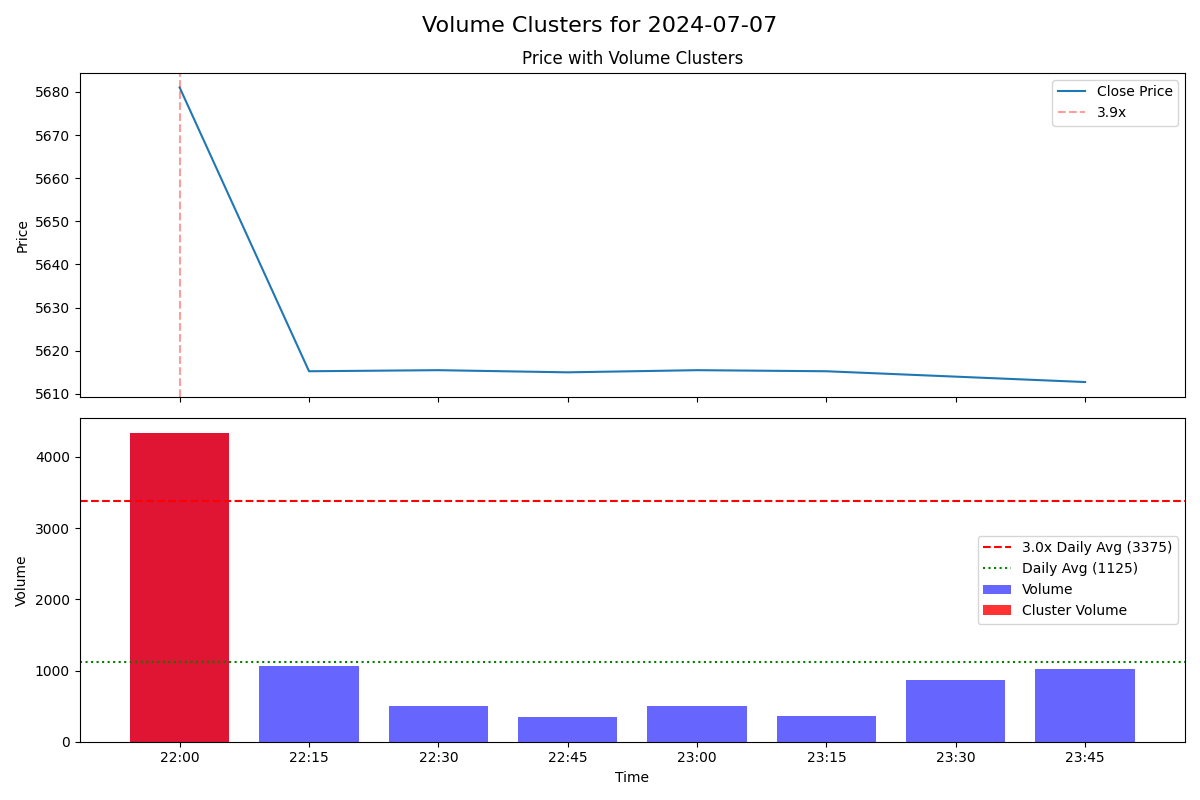 Volume Clusters for 2024-07-07
Price with Volume Clusters
Close Price
3.9x
5680
5670
5660
5650
5640
5630
5620
5610
Price
3.0x Daily Avg (3375)
Daily Avg (1125)
Volume
Cluster Volume
4000
3000
2000
1000
0
Volume
22:00 22:15 22:30 22:45 23:00 23:15 23:30 23:45
Time